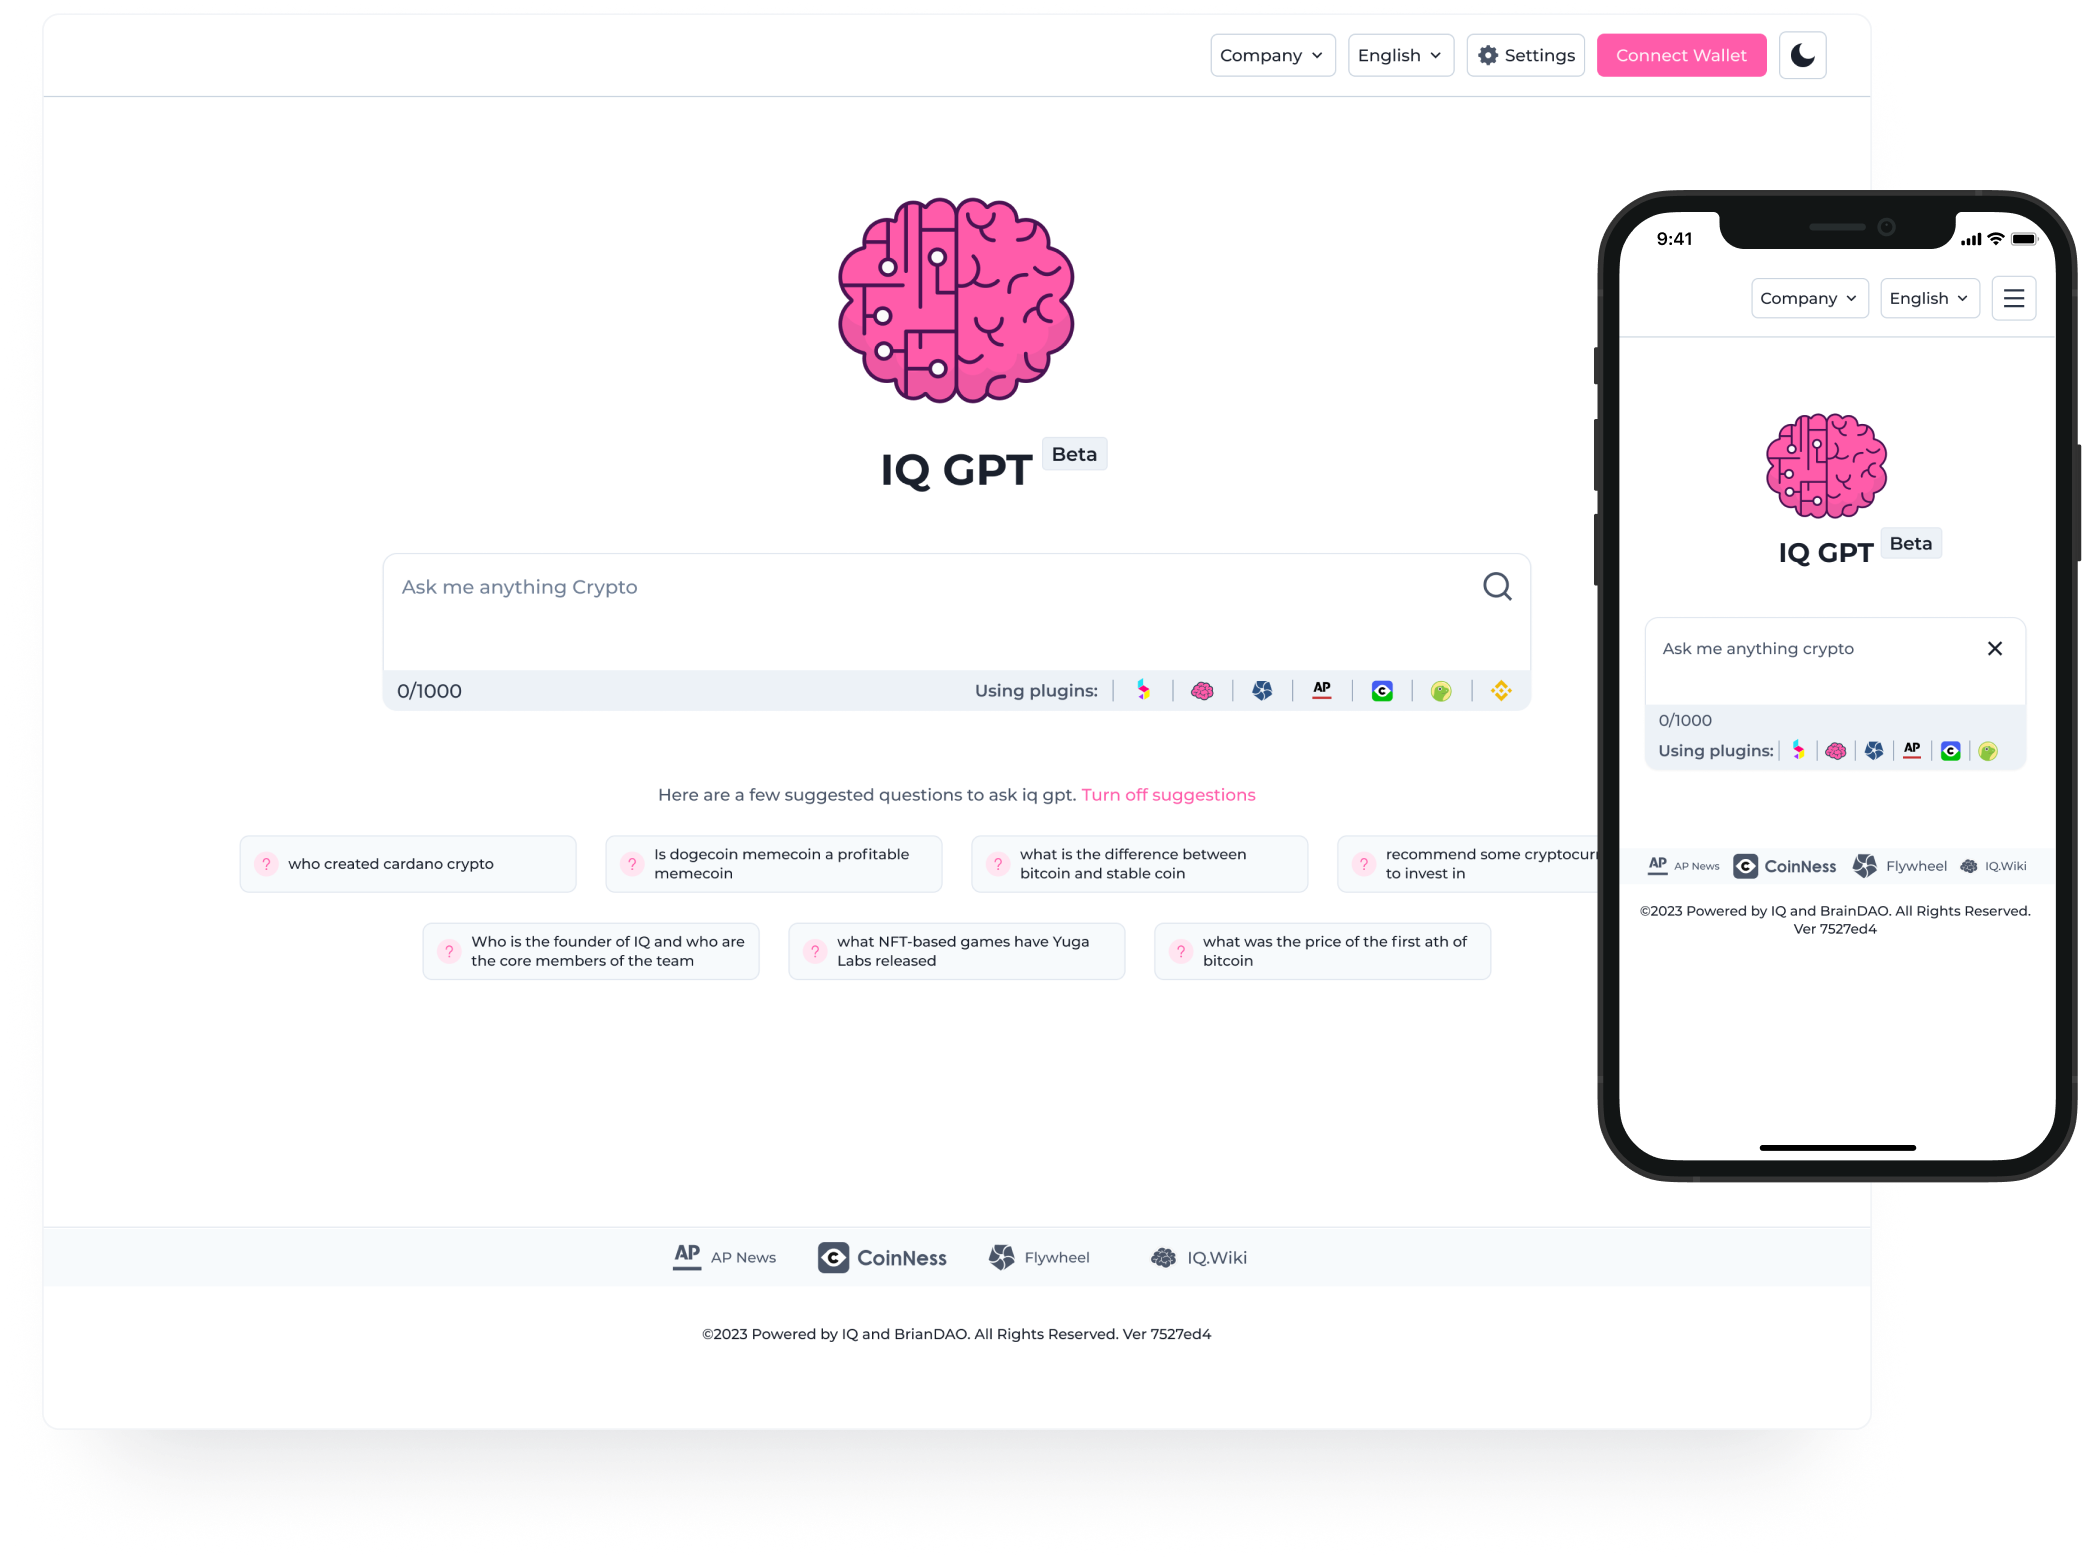 Company
English
Settings
Connect Wallet
IQ GPT
Beta
Ask me anything Crypto
0/1000
Using plugins:
AP
C
Here are a few suggested questions to ask iq gpt. Turn off suggestions
? who created cardano crypto
? Is dogecoin memecoin a profitable
memecoin
? what is the difference between
bitcoin and stable coin
? recommend some
to invest in
? Who is the founder of IQ and who are
the core members of the team
? what NFT-based games have Yuga
Labs released
? what was the price of the first ath of
bitcoin
AP AP News
C CoinNess
Flywheel
IQ.Wiki
©2023 Powered by IQ and BrianDAO. All Rights Reserved. Ver 7527ed4
9:41
Company
English
IQ GPT
Beta
Ask me anything crypto
0/1000
Using plugins:
AP
C
AP AP News
C CoinNess
Flywheel
IQ.Wiki
©2023 Powered by IQ and BrainDAO. All Rights Reserved.
Ver 7527ed4